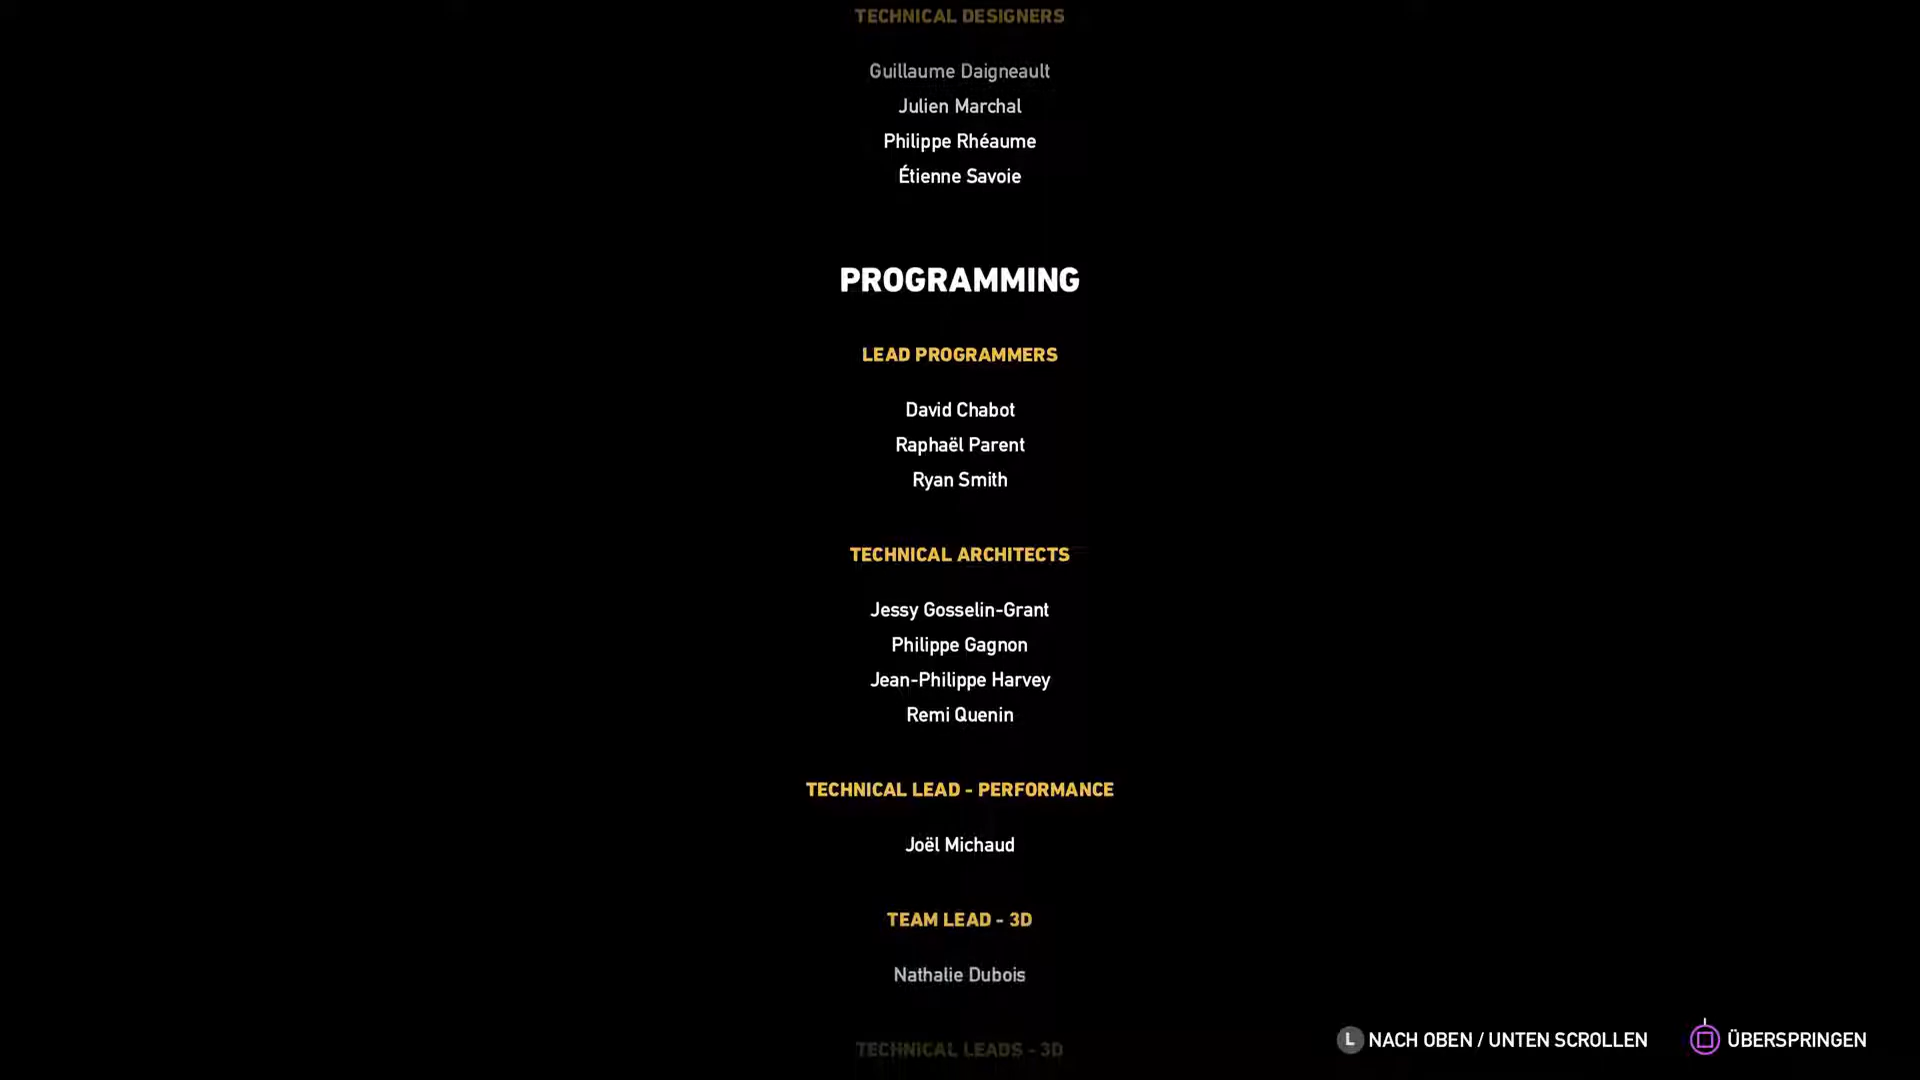 TECHNICAL DESIGNERS
Guillaume Daigneault
Julien Marchal
Philippe Rhéaume
Étienne Savoie
PROGRAMMING
LEAD PROGRAMMERS
David Chabot
Raphaël Parent
Ryan Smith
TECHNICAL ARCHITECTS
Jessy Gosselin-Grant
Philippe Gagnon
Jean-Philippe Harvey
Remi Quenin
TECHNICAL LEAD - PERFORMANCE
Joël Michaud
TEAM LEAD - 3D
Nathalie Dubois
TECHNICAL LEADS - 3D
L NACH OBEN / UNTEN SCROLLEN ÜBERSPRINGEN